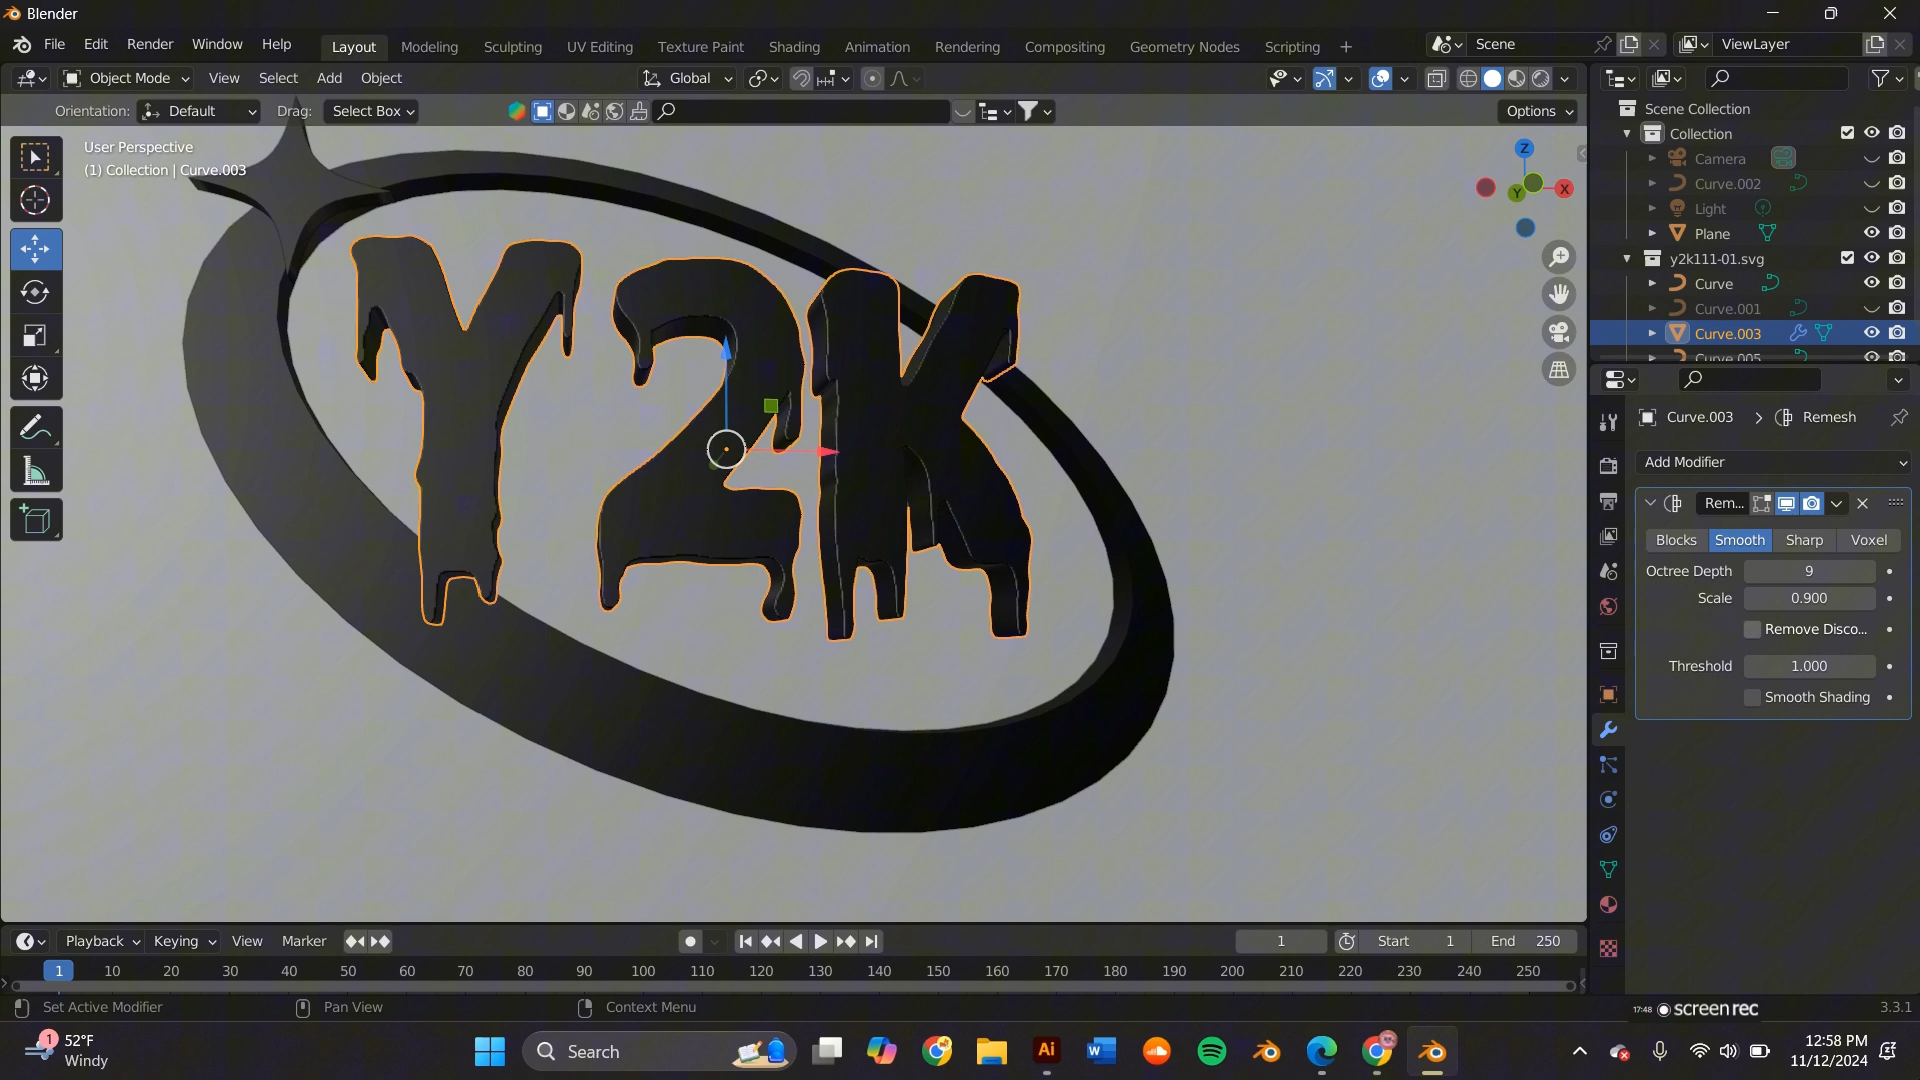 Blender
File Edit Render Window Help Layout Modeling Sculpting UV Editing Texture Paint Shading Animation Rendering Compositing Geometry Nodes Scripting + Scene ViewLayer
Object Mode View Select Add Object Global
Orientation: Default Drag: Select Box Options
User Perspective
(1) Collection | Curve.003
Z
X
Y
Y2K
Scene Collection
Collection
Camera
Curve.002
Light
Plane
y2k111-01.svg
Curve
Curve.001
Curve.003
Curve.005
Curve.003 > Remesh
Add Modifier
Rem...
Blocks Smooth Sharp Voxel
Octree Depth 9
Scale 0.900
Remove Disco...
Threshold 1.000
Smooth Shading
Playback Keying View Marker 1 Start 1 End 250
1 10 20 30 40 50 60 70 80 90 100 110 120 130 140 150 160 170 180 190 200 210 220 230 240 250
Set Active Modifier Pan View Context Menu 17:48 screenrec 3.3.1
1 52°F
Windy
Search
Ai
W
12:58 PM
11/12/2024